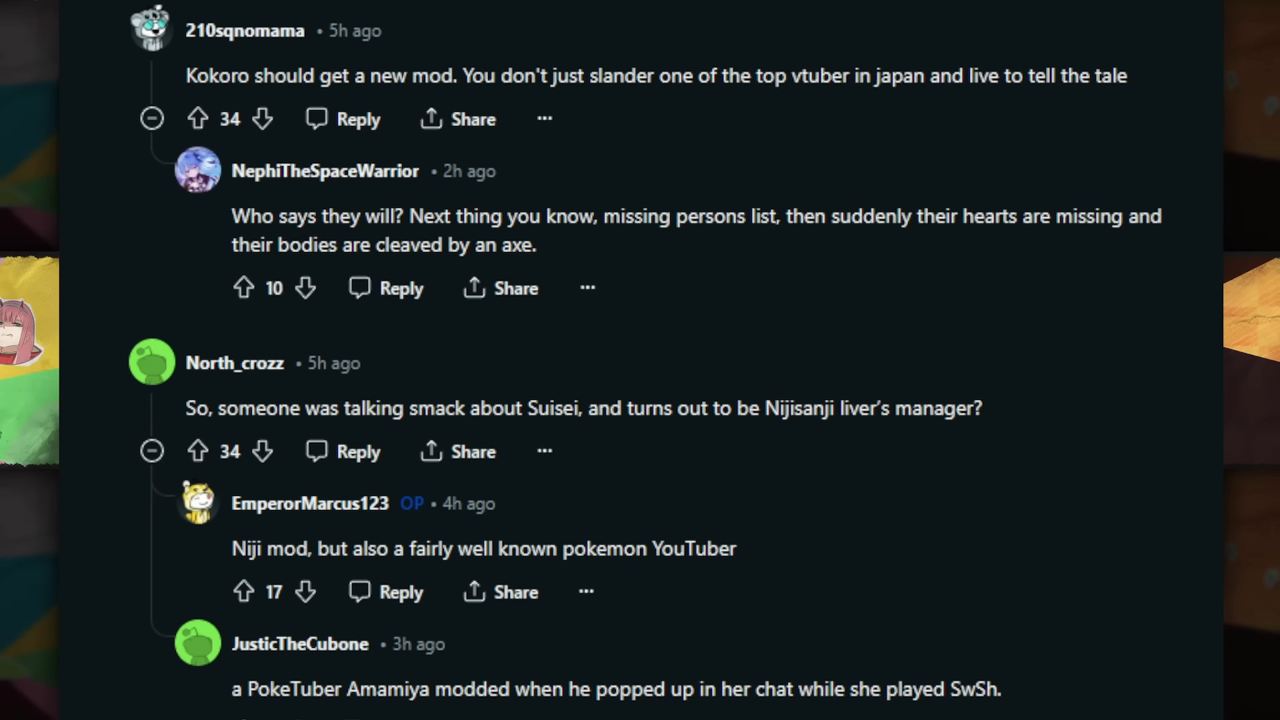 210sqnomama • 5h ago
Kokoro should get a new mod. You don't just slander one of the top vtuber in japan and live to tell the tale
34 Reply Share ...
NephiTheSpaceWarrior • 2h ago
Who says they will? Next thing you know, missing persons list, then suddenly their hearts are missing and
their bodies are cleaved by an axe.
10 Reply Share ...
North_crozz • 5h ago
So, someone was talking smack about Suisei, and turns out to be Nijisanji liver’s manager?
34 Reply Share ...
EmperorMarcus123 OP • 4h ago
Niji mod, but also a fairly well known pokemon YouTuber
17 Reply Share ...
JusticTheCubone • 3h ago
a PokeTuber Amamiya modded when he popped up in her chat while she played SwSh.